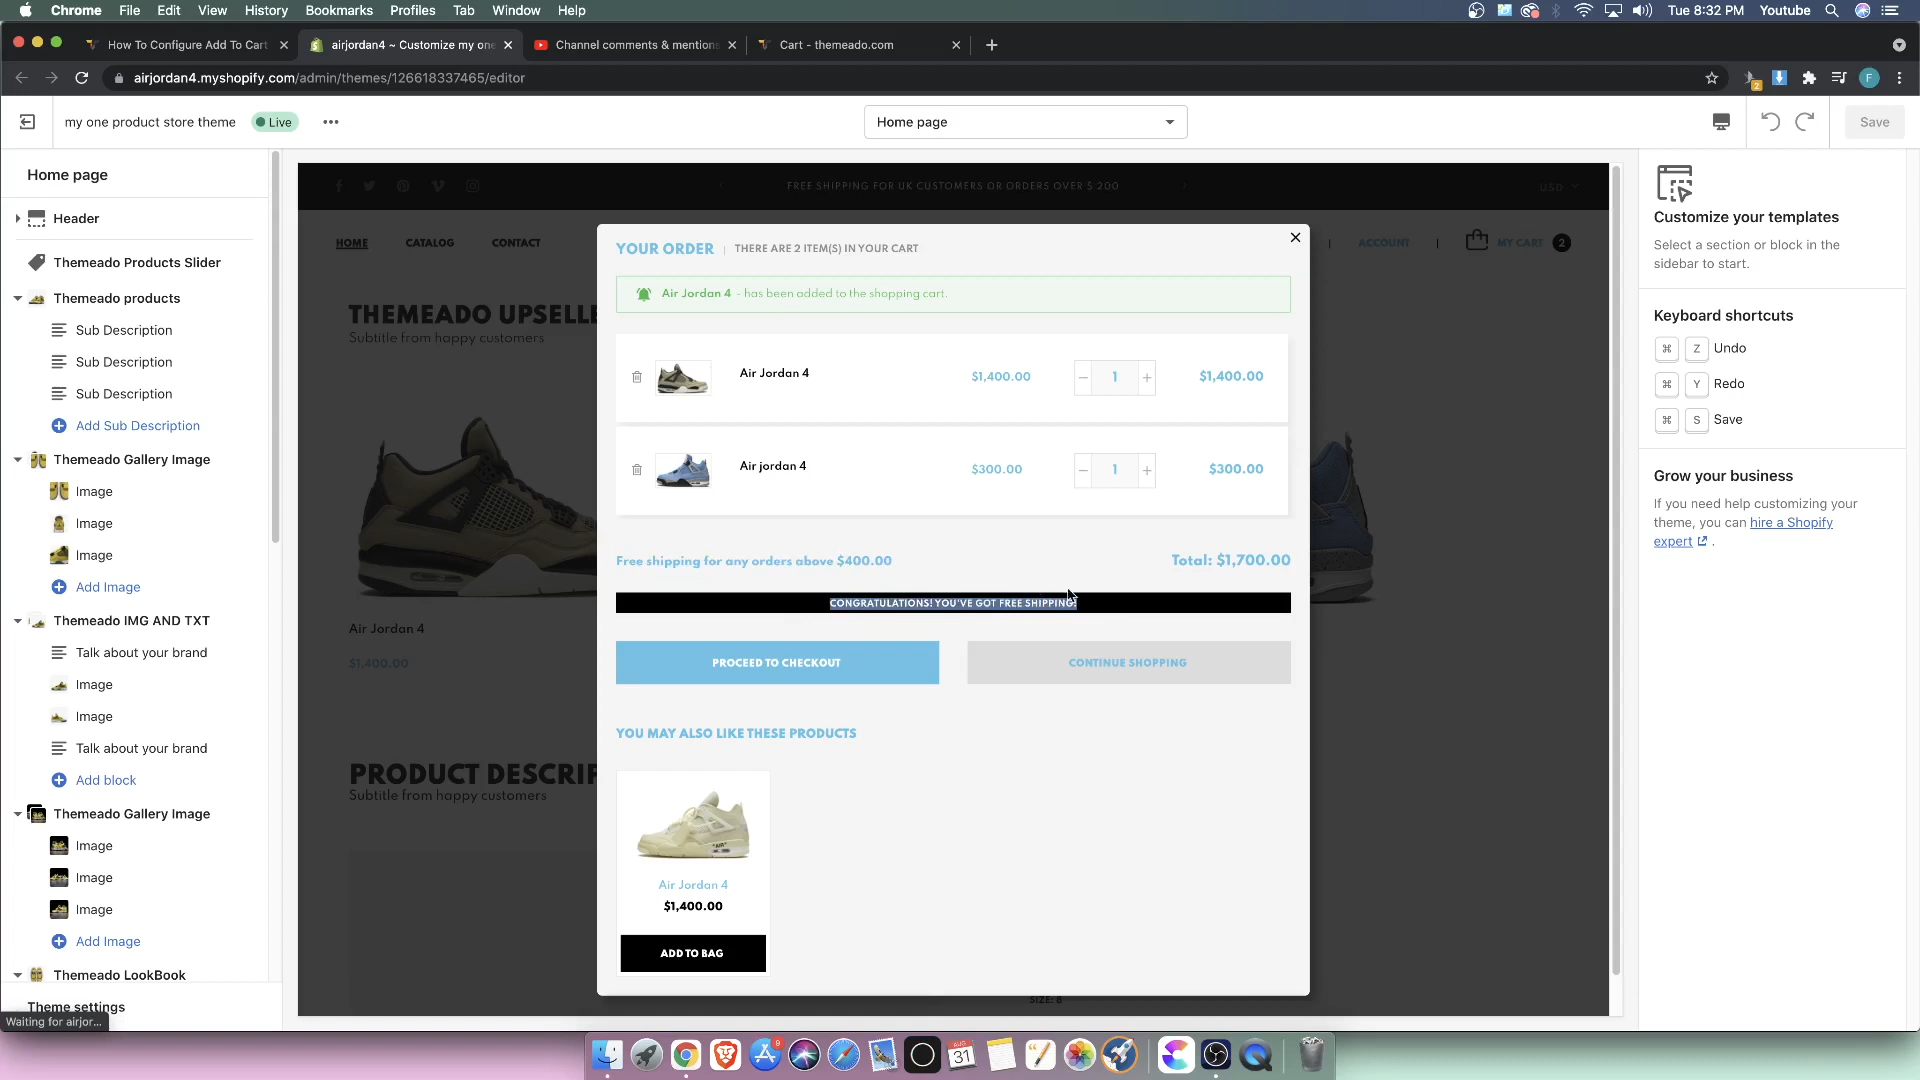 Chrome File Edit View History Bookmarks Profiles Tab Window Help
Tue 8:32 PM Youtube
How To Configure Add To Cart
airjordan4 ~ Customize my one
Channel comments & mentions
Cart - themeado.com
airjordan4.myshopify.com/admin/themes/126618337465/editor
2
F
my one product store theme
Live
Home page
Save
Home page
Header
Themeado Products Slider
Themeado products
Sub Description
Sub Description
Sub Description
Add Sub Description
Themeado Gallery Image
Image
Image
Image
Add Image
Themeado IMG AND TXT
Talk about your brand
Image
Image
Talk about your brand
Add block
Themeado Gallery Image
Image
Image
Image
Add Image
Themeado LookBook
Theme settings
Waiting for airjor...
FREE SHIPPING FOR UK CUSTOMERS OR ORDERS OVER $ 200
USD
HOME CATALOG CONTACT
ACCOUNT
MY CART 2
THEMEADO UPSELLE
Subtitle from happy customers
Air Jordan 4
$1,400.00
PRODUCT DESCRIP
Subtitle from happy customers
SIZE: 8
YOUR ORDER | THERE ARE 2 ITEM(S) IN YOUR CART
Air Jordan 4 - has been added to the shopping cart.
Air Jordan 4 $1,400.00 1 $1,400.00
Air jordan 4 $300.00 1 $300.00
Free shipping for any orders above $400.00
Total: $1,700.00
CONGRATULATIONS! YOU'VE GOT FREE SHIPPING!
PROCEED TO CHECKOUT
CONTINUE SHOPPING
YOU MAY ALSO LIKE THESE PRODUCTS
Air Jordan 4
$1,400.00
ADD TO BAG
Customize your templates
Select a section or block in the
sidebar to start.
Keyboard shortcuts
⌘ Z Undo
⌘ Y Redo
⌘ S Save
Grow your business
If you need help customizing your
theme, you can hire a Shopify
expert .
9
AUG
31